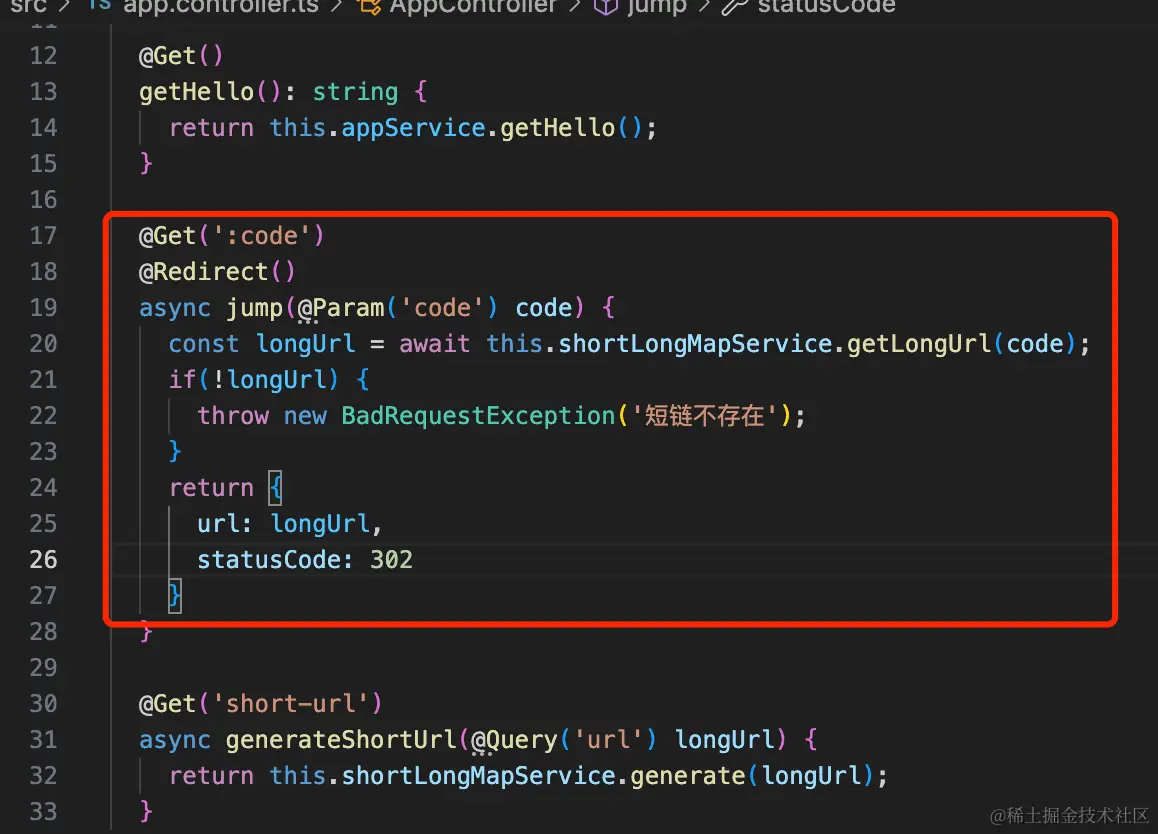 src > TS app.controller.ts > AppController > jump > statusCode
11
12 @Get()
13 getHello(): string {
14 return this.appService.getHello();
15 }
16
17 @Get(':code')
18 @Redirect()
19 async jump(@Param('code') code) {
20 const longUrl = await this.shortLongMapService.getLongUrl(code);
21 if(!longUrl) {
22 throw new BadRequestException('短链不存在');
23 }
24 return {
25 url: longUrl,
26 statusCode: 302
27 }
28 }
29
30 @Get('short-url')
31 async generateShortUrl(@Query('url') longUrl) {
32 return this.shortLongMapService.generate(longUrl);
33 }
@稀土掘金技术社区